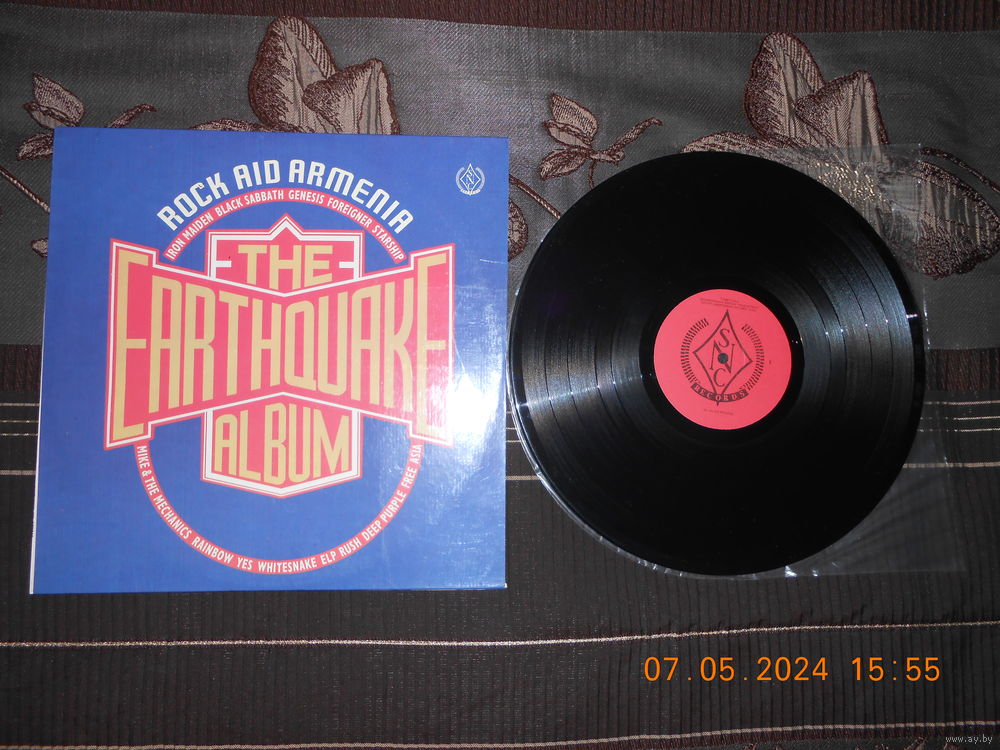 ROCK AID ARMENIA
IRON MAIDEN BLACK SABBATH GENESIS FOREIGNER STARSHIP
THE
EARTHQUAKE
ALBUM
MIKE & THE MECHANICS RAINBOW YES WHITESNAKE ELP RUSH DEEP PURPLE FREE ASIA
SNC
RECORDS
07.05.2024 15:55
www.ay.by